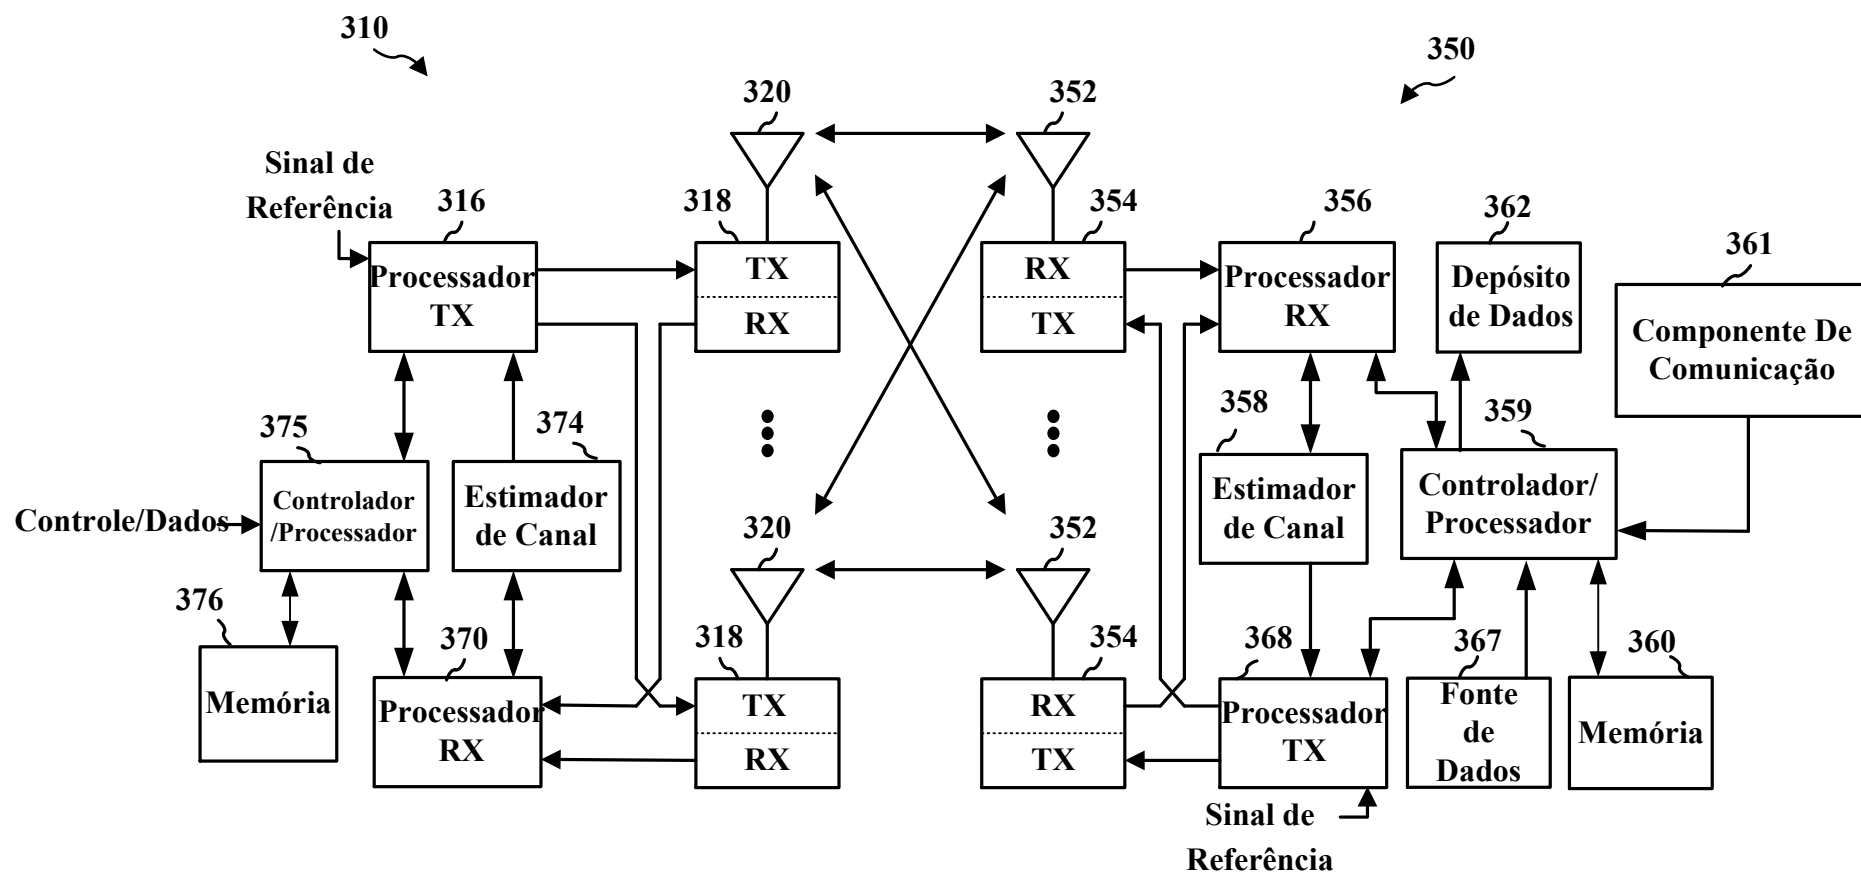 310
350
320
352
Sinal de
Referência
316
318
354
356
362
361
Processador
TX
TX
RX
RX
TX
Processador
RX
Depósito
de Dados
Componente De
Comunicação
375
374
358
359
Controle/Dados
Controlador
/Processador
Estimador
de Canal
320
352
Estimador
de Canal
Controlador/
Processador
376
370
318
354
368
367
360
Memória
Processador
RX
TX
RX
RX
TX
Processador
TX
Fonte
de
Dados
Memória
Sinal de
Referência